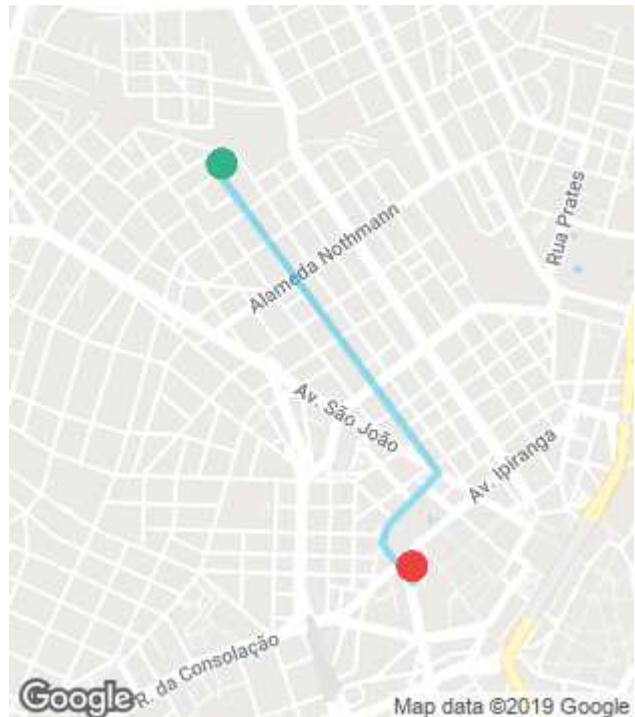 Rua Prates
Alameda Nothmann
Av. São João
Av. Ipiranga
R. da Consolação
Google
Map data ©2019 Google